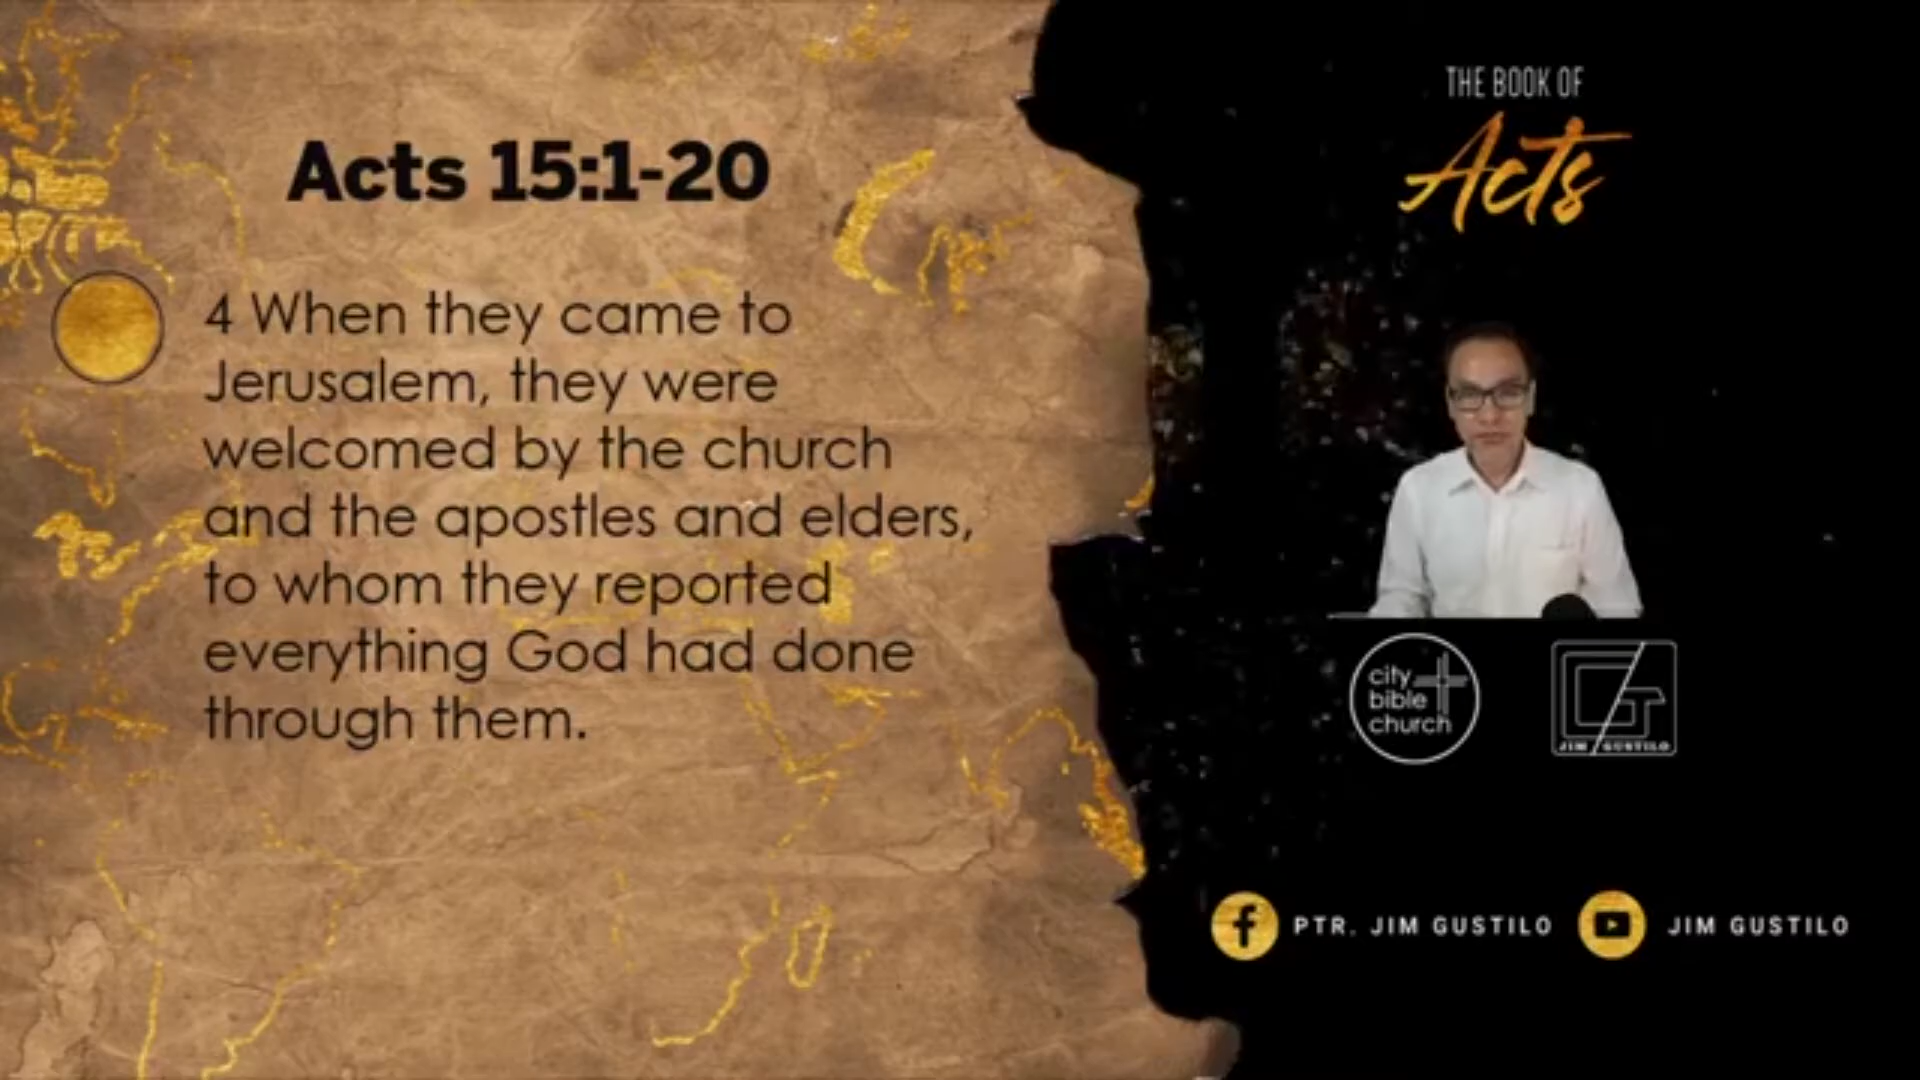 Acts 15:1-20
4 When they came to
Jerusalem, they were
welcomed by the church
and the apostles and elders,
to whom they reported
everything God had done
through them.
THE BOOK OF
Acts
city
bible
church
JIM GUSTILO
PTR. JIM GUSTILO
JIM GUSTILO